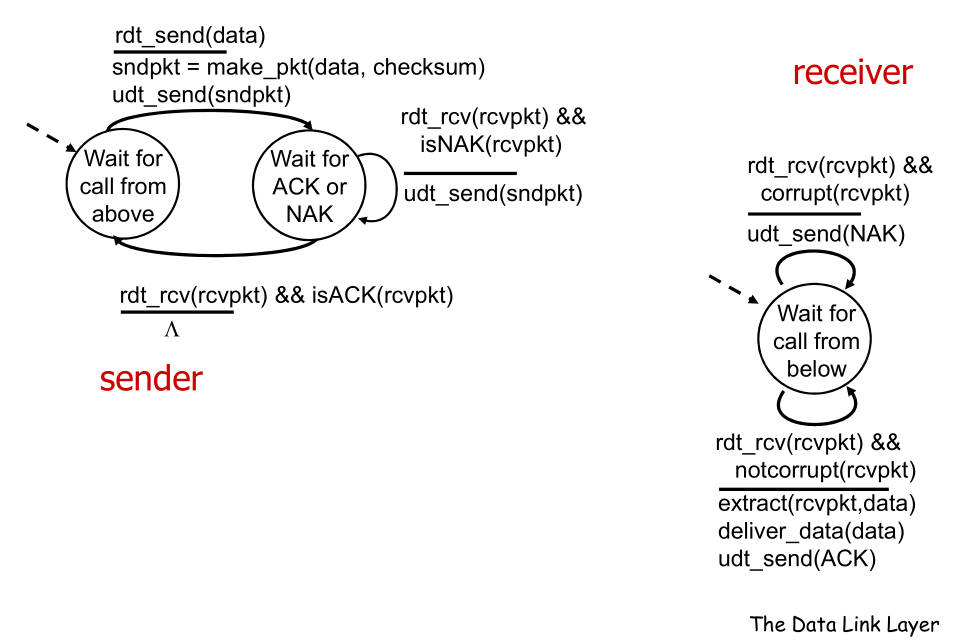 rdt_send(data)
sndpkt = make_pkt(data, checksum)
udt_send(sndpkt)
Wait for
call from
above
Wait for
ACK or
NAK
rdt_rcv(rcvpkt) &&
isNAK(rcvpkt)
udt_send(sndpkt)
rdt_rcv(rcvpkt) && isACK(rcvpkt)
Λ
sender
receiver
rdt_rcv(rcvpkt) &&
corrupt(rcvpkt)
udt_send(NAK)
Wait for
call from
below
rdt_rcv(rcvpkt) &&
notcorrupt(rcvpkt)
extract(rcvpkt,data)
deliver_data(data)
udt_send(ACK)
The Data Link Layer